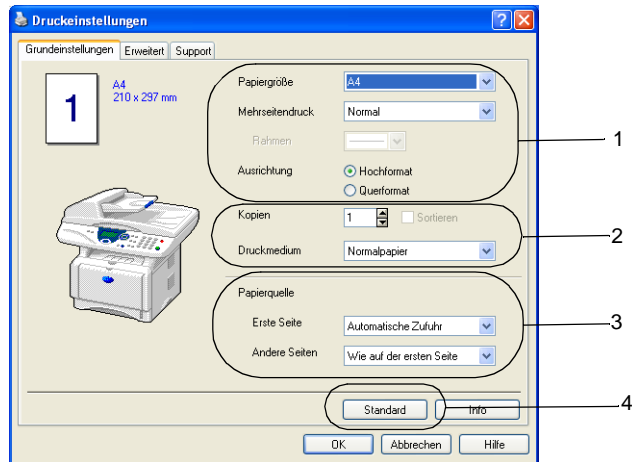 Druckeinstellungen
Grundeinstellungen Erweitert Support
1
A4
210 x 297 mm
Papiergröße A4
Mehrseitendruck Normal
Rahmen
Ausrichtung Hochformat
Querformat
1
Kopien 1 Sortieren
Druckmedium Normalpapier
2
Papierquelle
Erste Seite Automatische Zufuhr
Andere Seiten Wie auf der ersten Seite
3
Standard Info
4
OK Abbrechen Hilfe